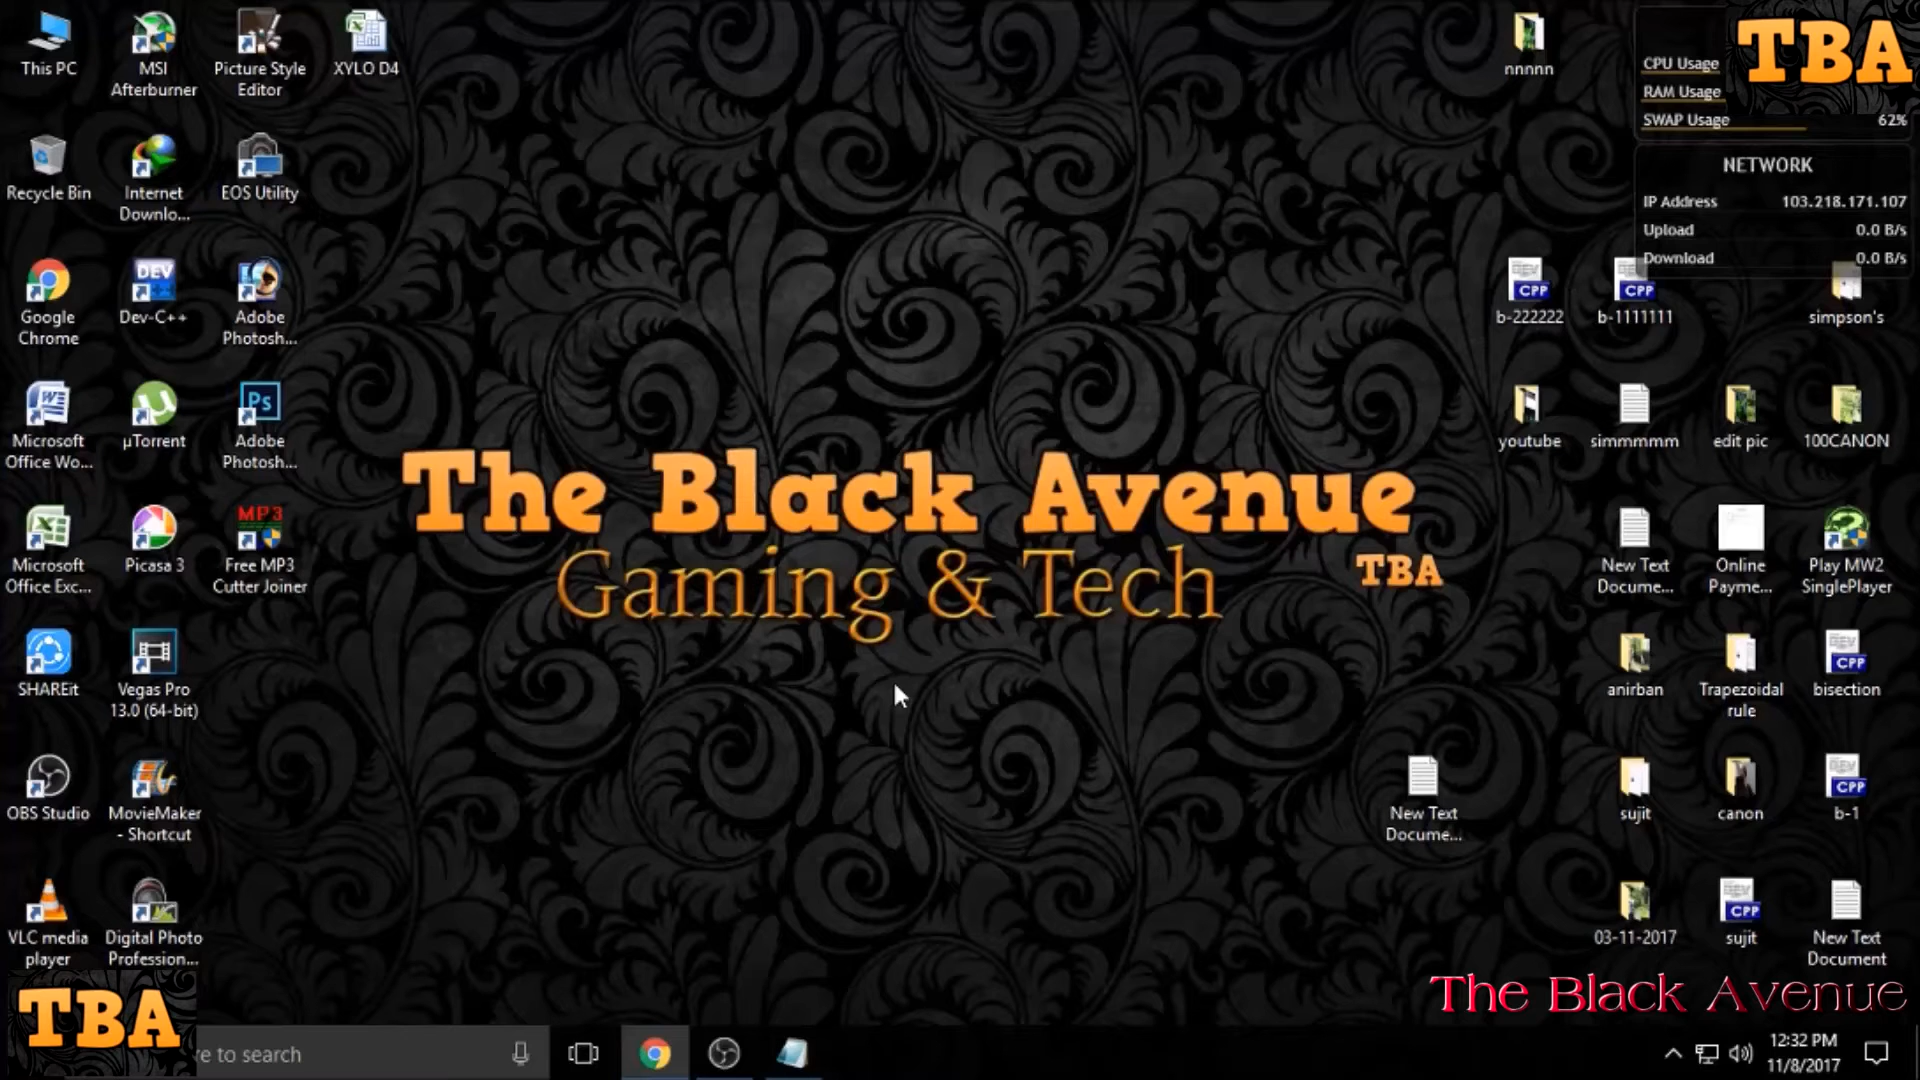 This PC
MSI
Afterburner
Picture Style
Editor
XYLO D4
nnnnn
TBA
CPU Usage
RAM Usage
SWAP Usage 62%
NETWORK
IP Address 103.218.171.107
Upload 0.0 B/s
Download 0.0 B/s
Recycle Bin
Internet
Downlo...
EOS Utility
Google
Chrome
DEV
Dev-C++
Adobe
Photosh...
CPP
b-222222
CPP
b-1111111
simpson's
Microsoft
Office Wo...
µTorrent
Ps
Adobe
Photosh...
youtube
simmmmm
edit pic
100CANON
The Black Avenue
Gaming & Tech
TBA
Microsoft
Office Exc...
Picasa 3
MP3
Free MP3
Cutter Joiner
New Text
Docume...
Online
Payme...
Play MW2
SinglePlayer
SHAREit
Vegas Pro
13.0 (64-bit)
anirban
Trapezoidal
rule
CPP
bisection
OBS Studio
MovieMaker
- Shortcut
New Text
Docume...
sujit
canon
DEV
CPP
b-1
VLC media
player
Digital Photo
Profession...
03-11-2017
CPP
sujit
New Text
Document
TBA
The Black Avenue
re to search
12:32 PM
11/8/2017